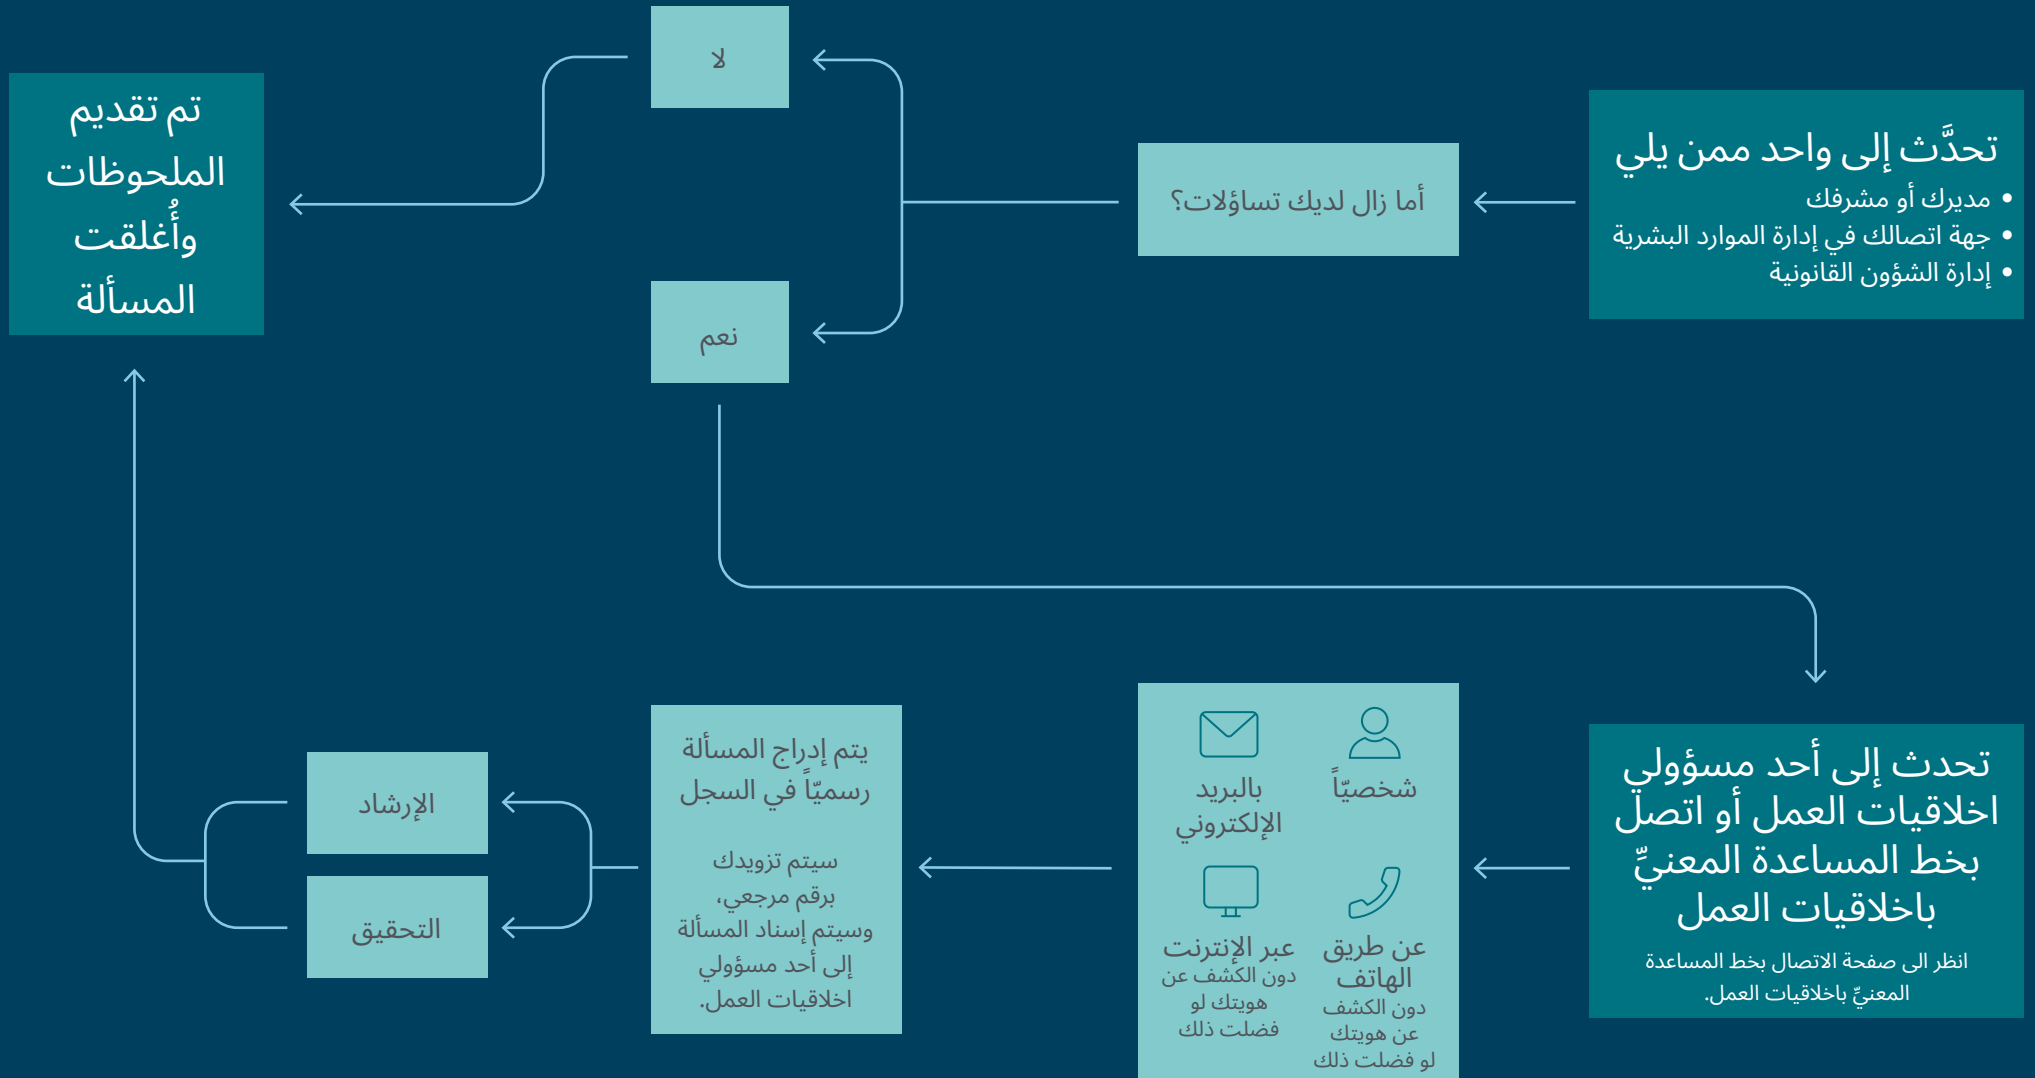 تحدَّث إلى واحد ممن يلي
• مديرك أو مشرفك
• جهة اتصالك في إدارة الموارد البشرية
• إدارة الشؤون القانونية
أما زال لديك تساؤلات؟
لا
نعم
تم تقديم
الملحوظات
وأُغلقت
المسألة
تحدث إلى أحد مسؤولي
اخلاقيات العمل أو اتصل
بخط المساعدة المعنيِّ
باخلاقيات العمل
انظر الى صفحة الاتصال بخط المساعدة
المعنيِّ باخلاقيات العمل.
شخصيّاً
بالبريد
الإلكتروني
عن طريق
الهاتف
دون الكشف
عن هويتك
لو فضلت ذلك
عبر الإنترنت
دون الكشف عن
هويتك لو
فضلت ذلك
يتم إدراج المسألة
رسميّاً في السجل
سيتم تزويدك
برقم مرجعي،
وسيتم إسناد المسألة
إلى أحد مسؤولي
اخلاقيات العمل.
الإرشاد
التحقيق